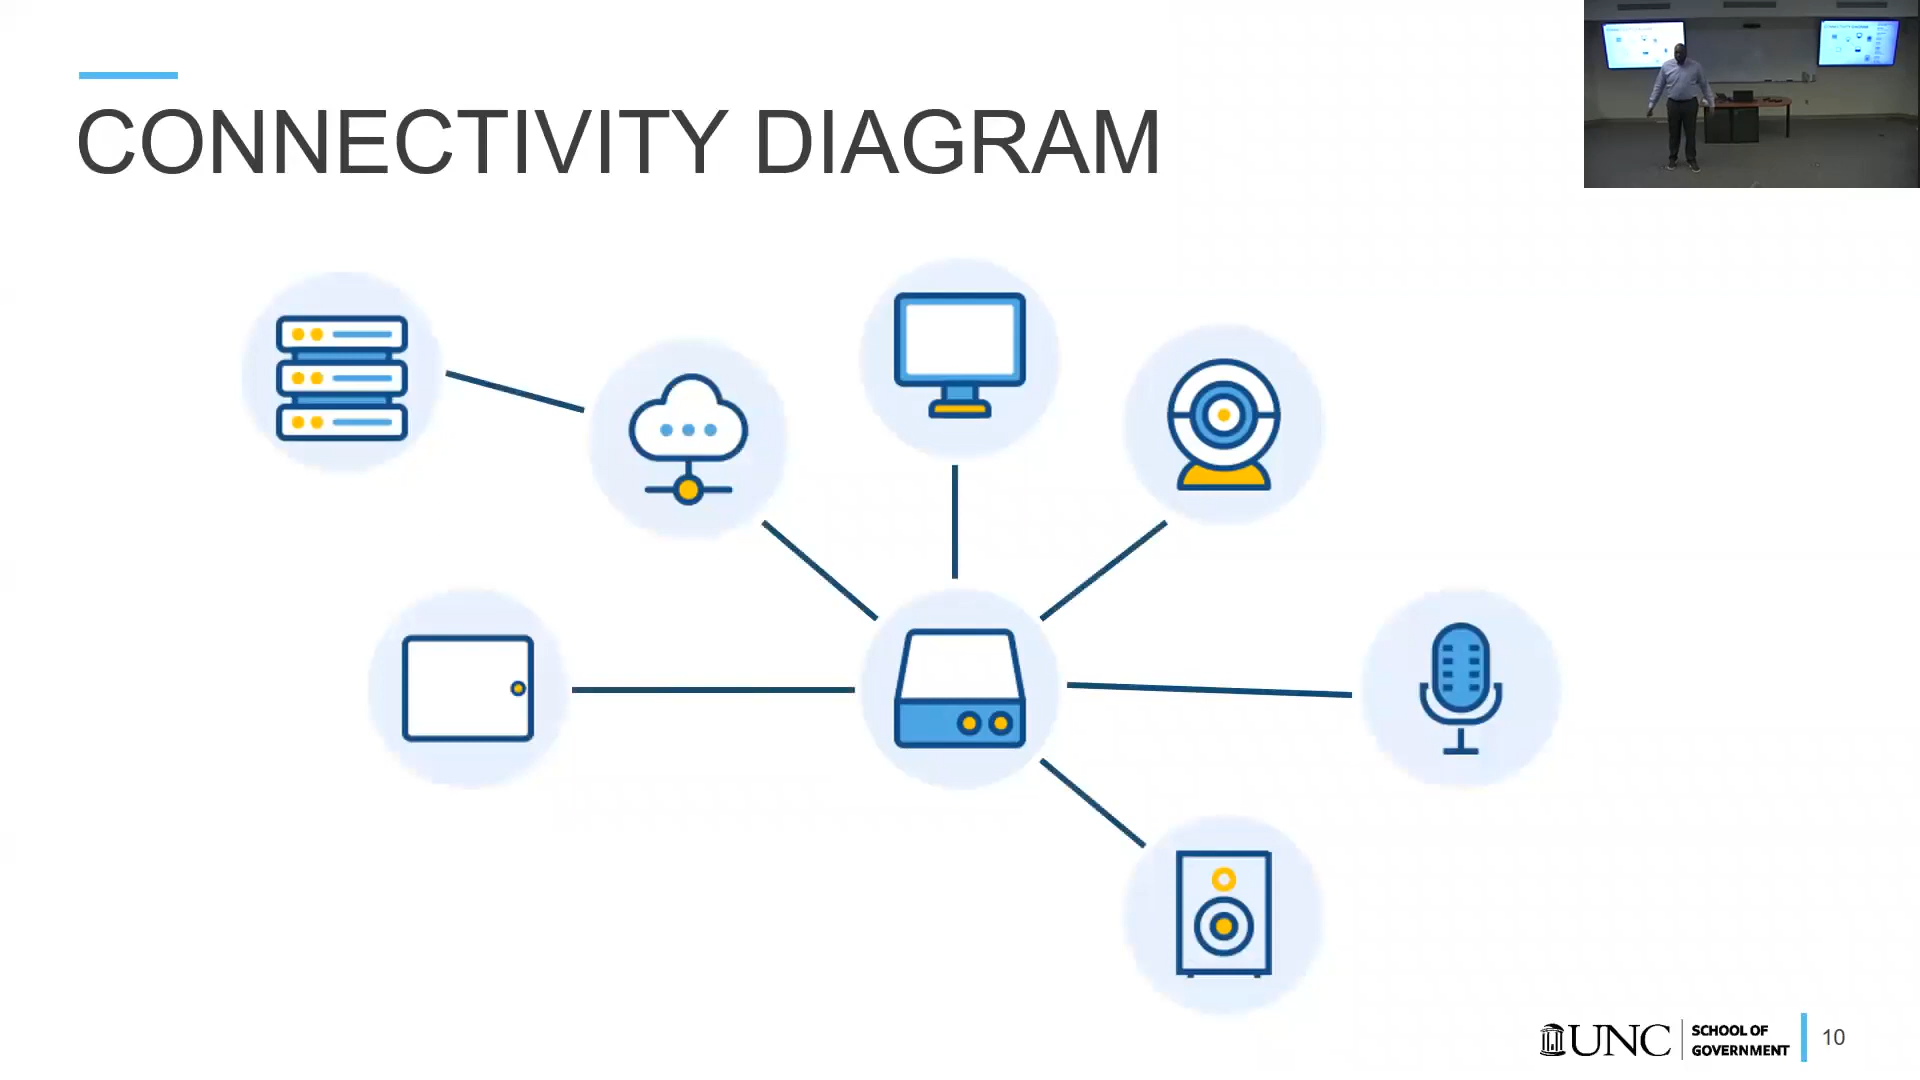 CONNECTIVITY DIAGRAM
UNC
SCHOOL OF
GOVERNMENT
10